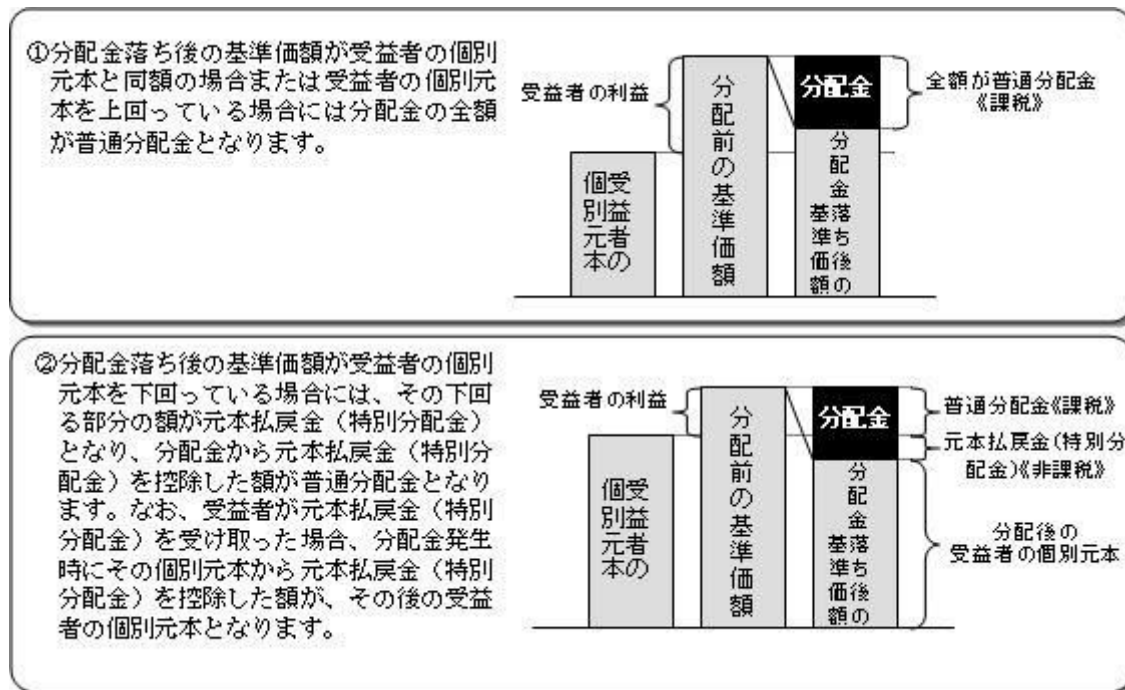 ①分配金落ち後の基準価額が受益者の個別
元本と同額の場合または受益者の個別元
本を上回っている場合には分配金の全額
が普通分配金となります。
受益者の利益
受益者の
個別元本
分配前の基準価額
分配金
分配金落ち後の
基準価額
全額が普通分配金
《課税》
②分配金落ち後の基準価額が受益者の個別
元本を下回っている場合には、その下回
る部分の額が元本払戻金（特別分配金）
となり、分配金から元本払戻金（特別分
配金）を控除した額が普通分配金となり
ます。なお、受益者が元本払戻金（特別
分配金）を受け取った場合、分配金発生
時にその個別元本から元本払戻金（特別
分配金）を控除した額が、その後の受益
者の個別元本となります。
受益者の利益
受益者の
個別元本
分配前の基準価額
分配金
分配金落ち後の
基準価額
普通分配金《課税》
元本払戻金(特別分
配金)《非課税》
分配後の
受益者の個別元本